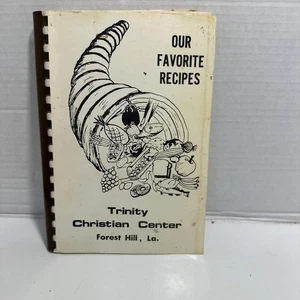 OUR
FAVORITE
RECIPES
Trinity
Christian Center
Forest Hill, La.